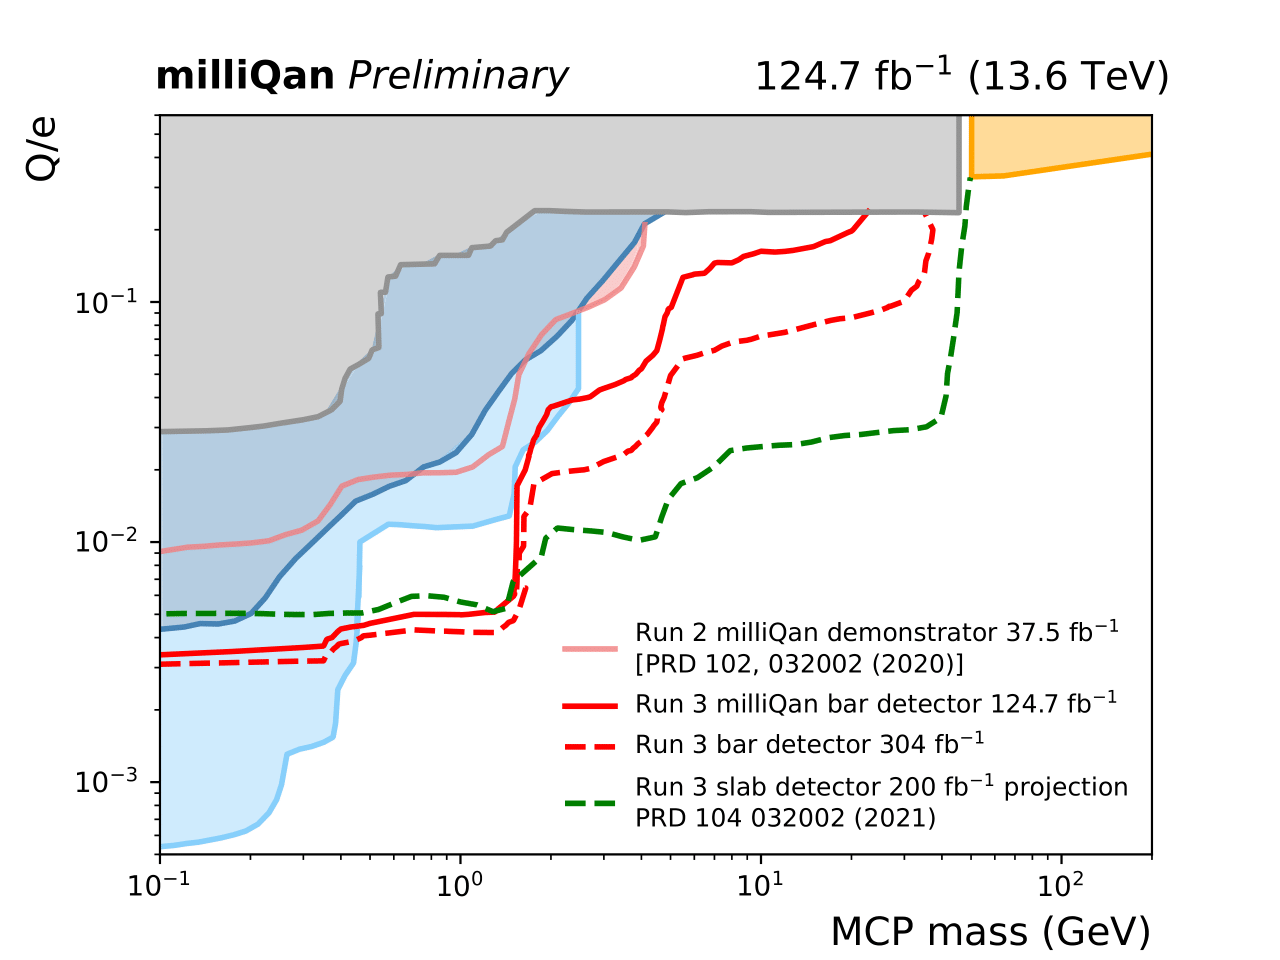 milliQan Preliminary
124.7 fb⁻¹ (13.6 TeV)
Q/e
10⁻¹
10⁻²
10⁻³
Run 2 milliQan demonstrator 37.5 fb⁻¹
[PRD 102, 032002 (2020)]
Run 3 milliQan bar detector 124.7 fb⁻¹
Run 3 bar detector 304 fb⁻¹
Run 3 slab detector 200 fb⁻¹ projection
PRD 104 032002 (2021)
10⁻¹ 10⁰ 10¹ 10²
MCP mass (GeV)